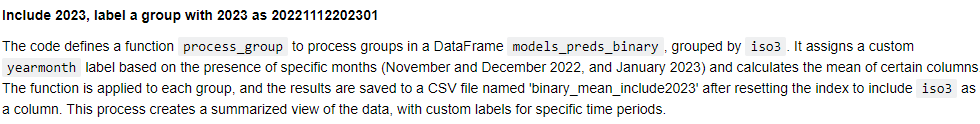 Include 2023, label a group with 2023 as 20221112202301
The code defines a function process_group to process groups in a DataFrame models_preds_binary , grouped by iso3 . It assigns a custom
yearmonth label based on the presence of specific months (November and December 2022, and January 2023) and calculates the mean of certain columns
The function is applied to each group, and the results are saved to a CSV file named 'binary_mean_include2023' after resetting the index to include iso3 as
a column. This process creates a summarized view of the data, with custom labels for specific time periods.